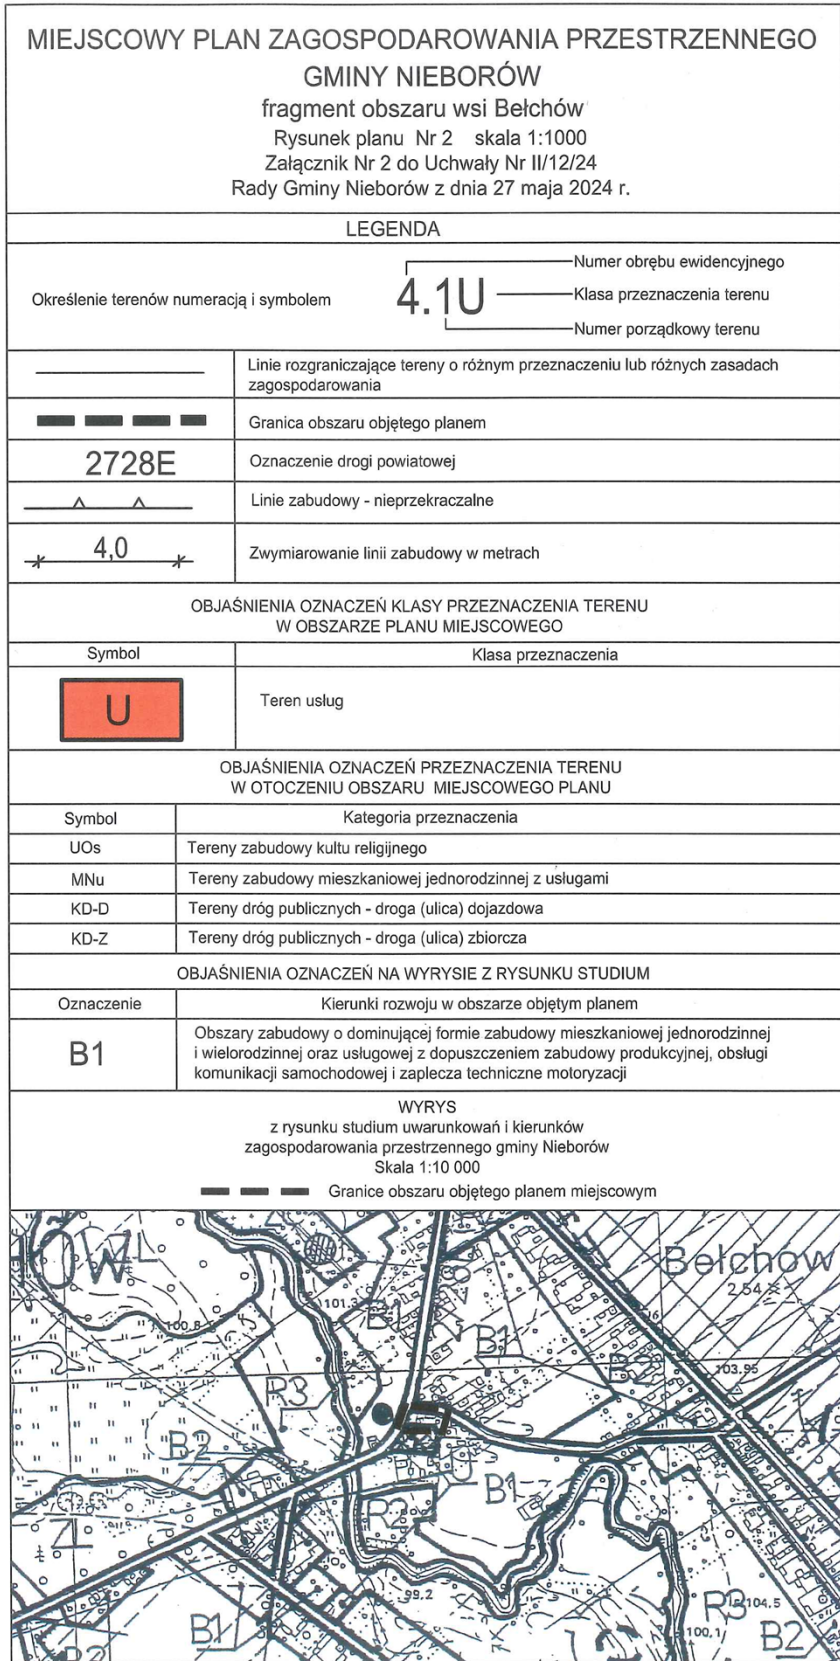 MIEJSCOWY PLAN ZAGOSPODAROWANIA PRZESTRZENNEGO
GMINY NIEBORÓW
fragment obszaru wsi Bełchów
Rysunek planu Nr 2 skala 1:1000
Załącznik Nr 2 do Uchwały Nr II/12/24
Rady Gminy Nieborów z dnia 27 maja 2024 r.
LEGENDA
Numer obrębu ewidencyjnego
Określenie terenów numeracją i symbolem 4.1U Klasa przeznaczenia terenu
Numer porządkowy terenu
Linie rozgraniczające tereny o różnym przeznaczeniu lub różnych zasadach
zagospodarowania
Granica obszaru objętego planem
2728E Oznaczenie drogi powiatowej
Linie zabudowy - nieprzekraczalne
4,0 Zwymiarowanie linii zabudowy w metrach
OBJAŚNIENIA OZNACZEŃ KLASY PRZEZNACZENIA TERENU
W OBSZARZE PLANU MIEJSCOWEGO
Symbol Klasa przeznaczenia
U Teren usług
OBJAŚNIENIA OZNACZEŃ PRZEZNACZENIA TERENU
W OTOCZENIU OBSZARU MIEJSCOWEGO PLANU
Symbol Kategoria przeznaczenia
UOs Tereny zabudowy kultu religijnego
MNu Tereny zabudowy mieszkaniowej jednorodzinnej z usługami
KD-D Tereny dróg publicznych - droga (ulica) dojazdowa
KD-Z Tereny dróg publicznych - droga (ulica) zbiorcza
OBJAŚNIENIA OZNACZEŃ NA WYRYSIE Z RYSUNKU STUDIUM
Oznaczenie Kierunki rozwoju w obszarze objętym planem
B1 Obszary zabudowy o dominującej formie zabudowy mieszkaniowej jednorodzinnej
i wielorodzinnej oraz usługowej z dopuszczeniem zabudowy produkcyjnej, obsługi
komunikacji samochodowej i zaplecza techniczne motoryzacji
WYRYS
z rysunku studium uwarunkowań i kierunków
zagospodarowania przestrzennego gminy Nieborów
Skala 1:10 000
Granice obszaru objętego planem miejscowym
ZL
Bełchów
254
100,8
101,3
B1
B1
B2
103,95
R3
B2
B1
R3
ZL
99.2
R3
104,5
100,1
B1
B2
R2